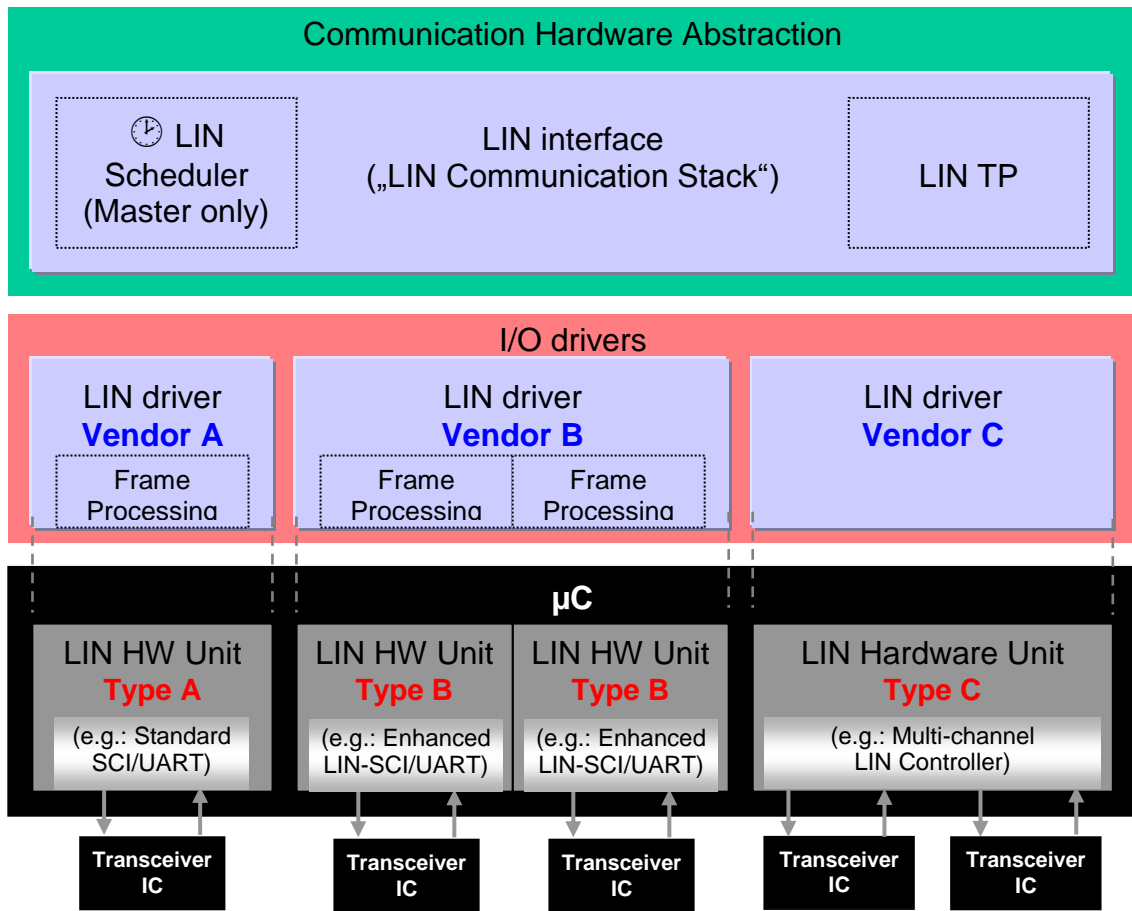 Communication Hardware Abstraction
🕑 LIN
Scheduler
(Master only)
LIN interface
(„LIN Communication Stack“)
LIN TP
I/O drivers
LIN driver
Vendor A
Frame
Processing
LIN driver
Vendor B
Frame
Processing
Frame
Processing
LIN driver
Vendor C
µC
LIN HW Unit
Type A
(e.g.: Standard
SCI/UART)
LIN HW Unit
Type B
(e.g.: Enhanced
LIN-SCI/UART)
LIN HW Unit
Type B
(e.g.: Enhanced
LIN-SCI/UART)
LIN Hardware Unit
Type C
(e.g.: Multi-channel
LIN Controller)
Transceiver
IC
Transceiver
IC
Transceiver
IC
Transceiver
IC
Transceiver
IC